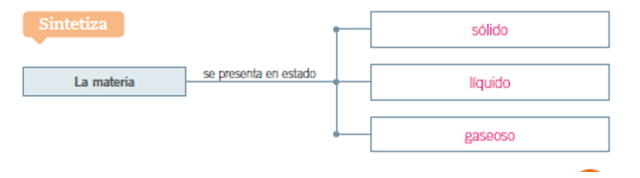 Sintetiza
La materia
se presenta en estado
sólido
líquido
gaseoso